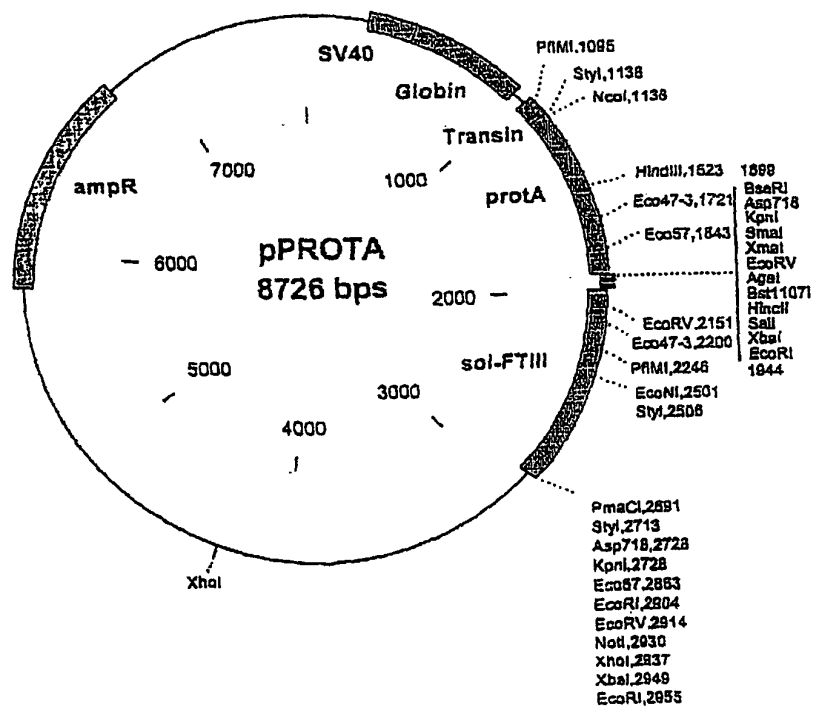 SV40
Globin
Transin
protA
ampR
pPROTA
8726 bps
sol-FTIII
1000
2000
3000
4000
5000
6000
7000
PflMI,1095
StyI,1138
NcoI,1138
HindIII,1523
Eco47-3,1721
Eco57,1843
1899
BseRI
Asp718
KpnI
SmaI
XmaI
EcoRV
AgeI
Bst1107I
HincII
SalI
XbaI
EcoRI
1944
EcoRV,2151
Eco47-3,2200
PflMI,2246
EcoNI,2501
StyI,2506
PmaCI,2691
StyI,2713
Asp718,2728
KpnI,2728
Eco57,2863
EcoRI,2904
EcoRV,2914
NotI,2930
XhoI,2937
XbaI,2949
EcoRI,2955
XhoI